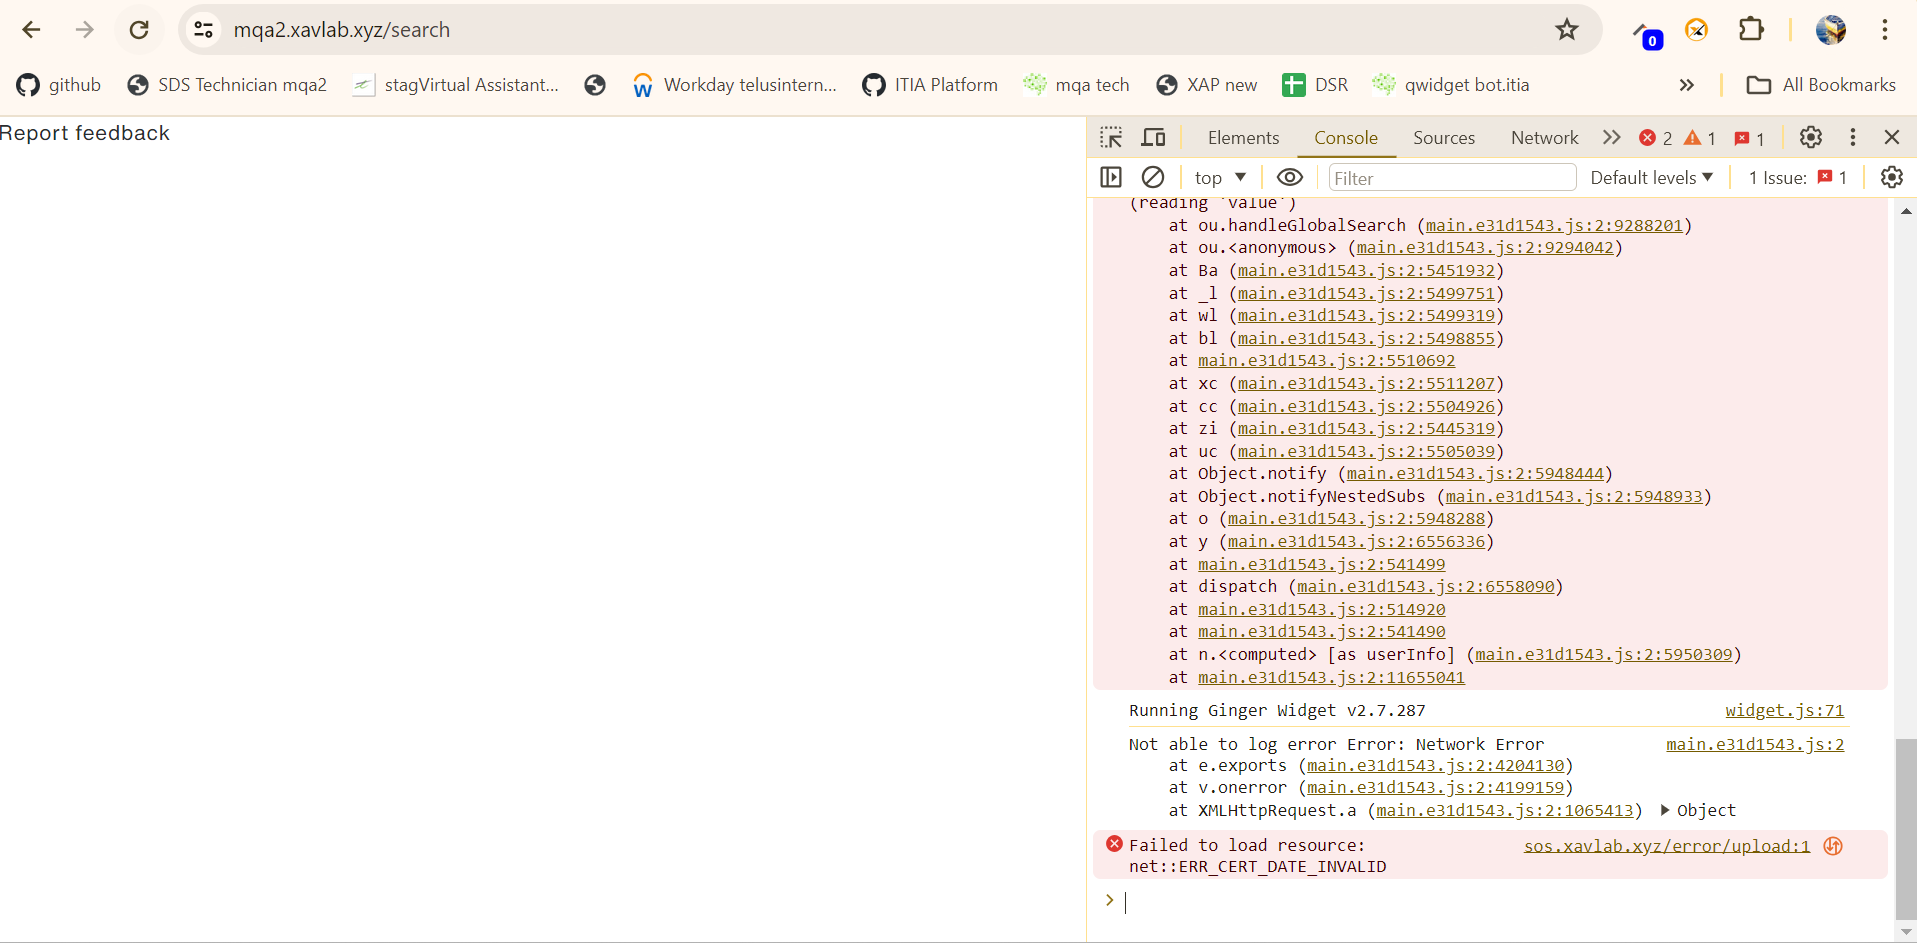 mqa2.xavlab.xyz/search
0
github
SDS Technician mqa2
stagVirtual Assistant...
Workday telusintern...
ITIA Platform
mqa tech
XAP new
DSR
qwidget bot.itia
All Bookmarks
Report feedback
Elements Console Sources Network 2 1 1
top Filter Default levels 1 Issue: 1
(reading 'value')
at ou.handleGlobalSearch (main.e31d1543.js:2:9288201)
at ou.<anonymous> (main.e31d1543.js:2:9294042)
at Ba (main.e31d1543.js:2:5451932)
at _l (main.e31d1543.js:2:5499751)
at wl (main.e31d1543.js:2:5499319)
at bl (main.e31d1543.js:2:5498855)
at main.e31d1543.js:2:5510692
at xc (main.e31d1543.js:2:5511207)
at cc (main.e31d1543.js:2:5504926)
at zi (main.e31d1543.js:2:5445319)
at uc (main.e31d1543.js:2:5505039)
at Object.notify (main.e31d1543.js:2:5948444)
at Object.notifyNestedSubs (main.e31d1543.js:2:5948933)
at o (main.e31d1543.js:2:5948288)
at y (main.e31d1543.js:2:6556336)
at main.e31d1543.js:2:541499
at dispatch (main.e31d1543.js:2:6558090)
at main.e31d1543.js:2:514920
at main.e31d1543.js:2:541490
at n.<computed> [as userInfo] (main.e31d1543.js:2:5950309)
at main.e31d1543.js:2:11655041
Running Ginger Widget v2.7.287 widget.js:71
Not able to log error Error: Network Error main.e31d1543.js:2
at e.exports (main.e31d1543.js:2:4204130)
at v.onerror (main.e31d1543.js:2:4199159)
at XMLHttpRequest.a (main.e31d1543.js:2:1065413) Object
Failed to load resource: sos.xavlab.xyz/error/upload:1
net::ERR_CERT_DATE_INVALID